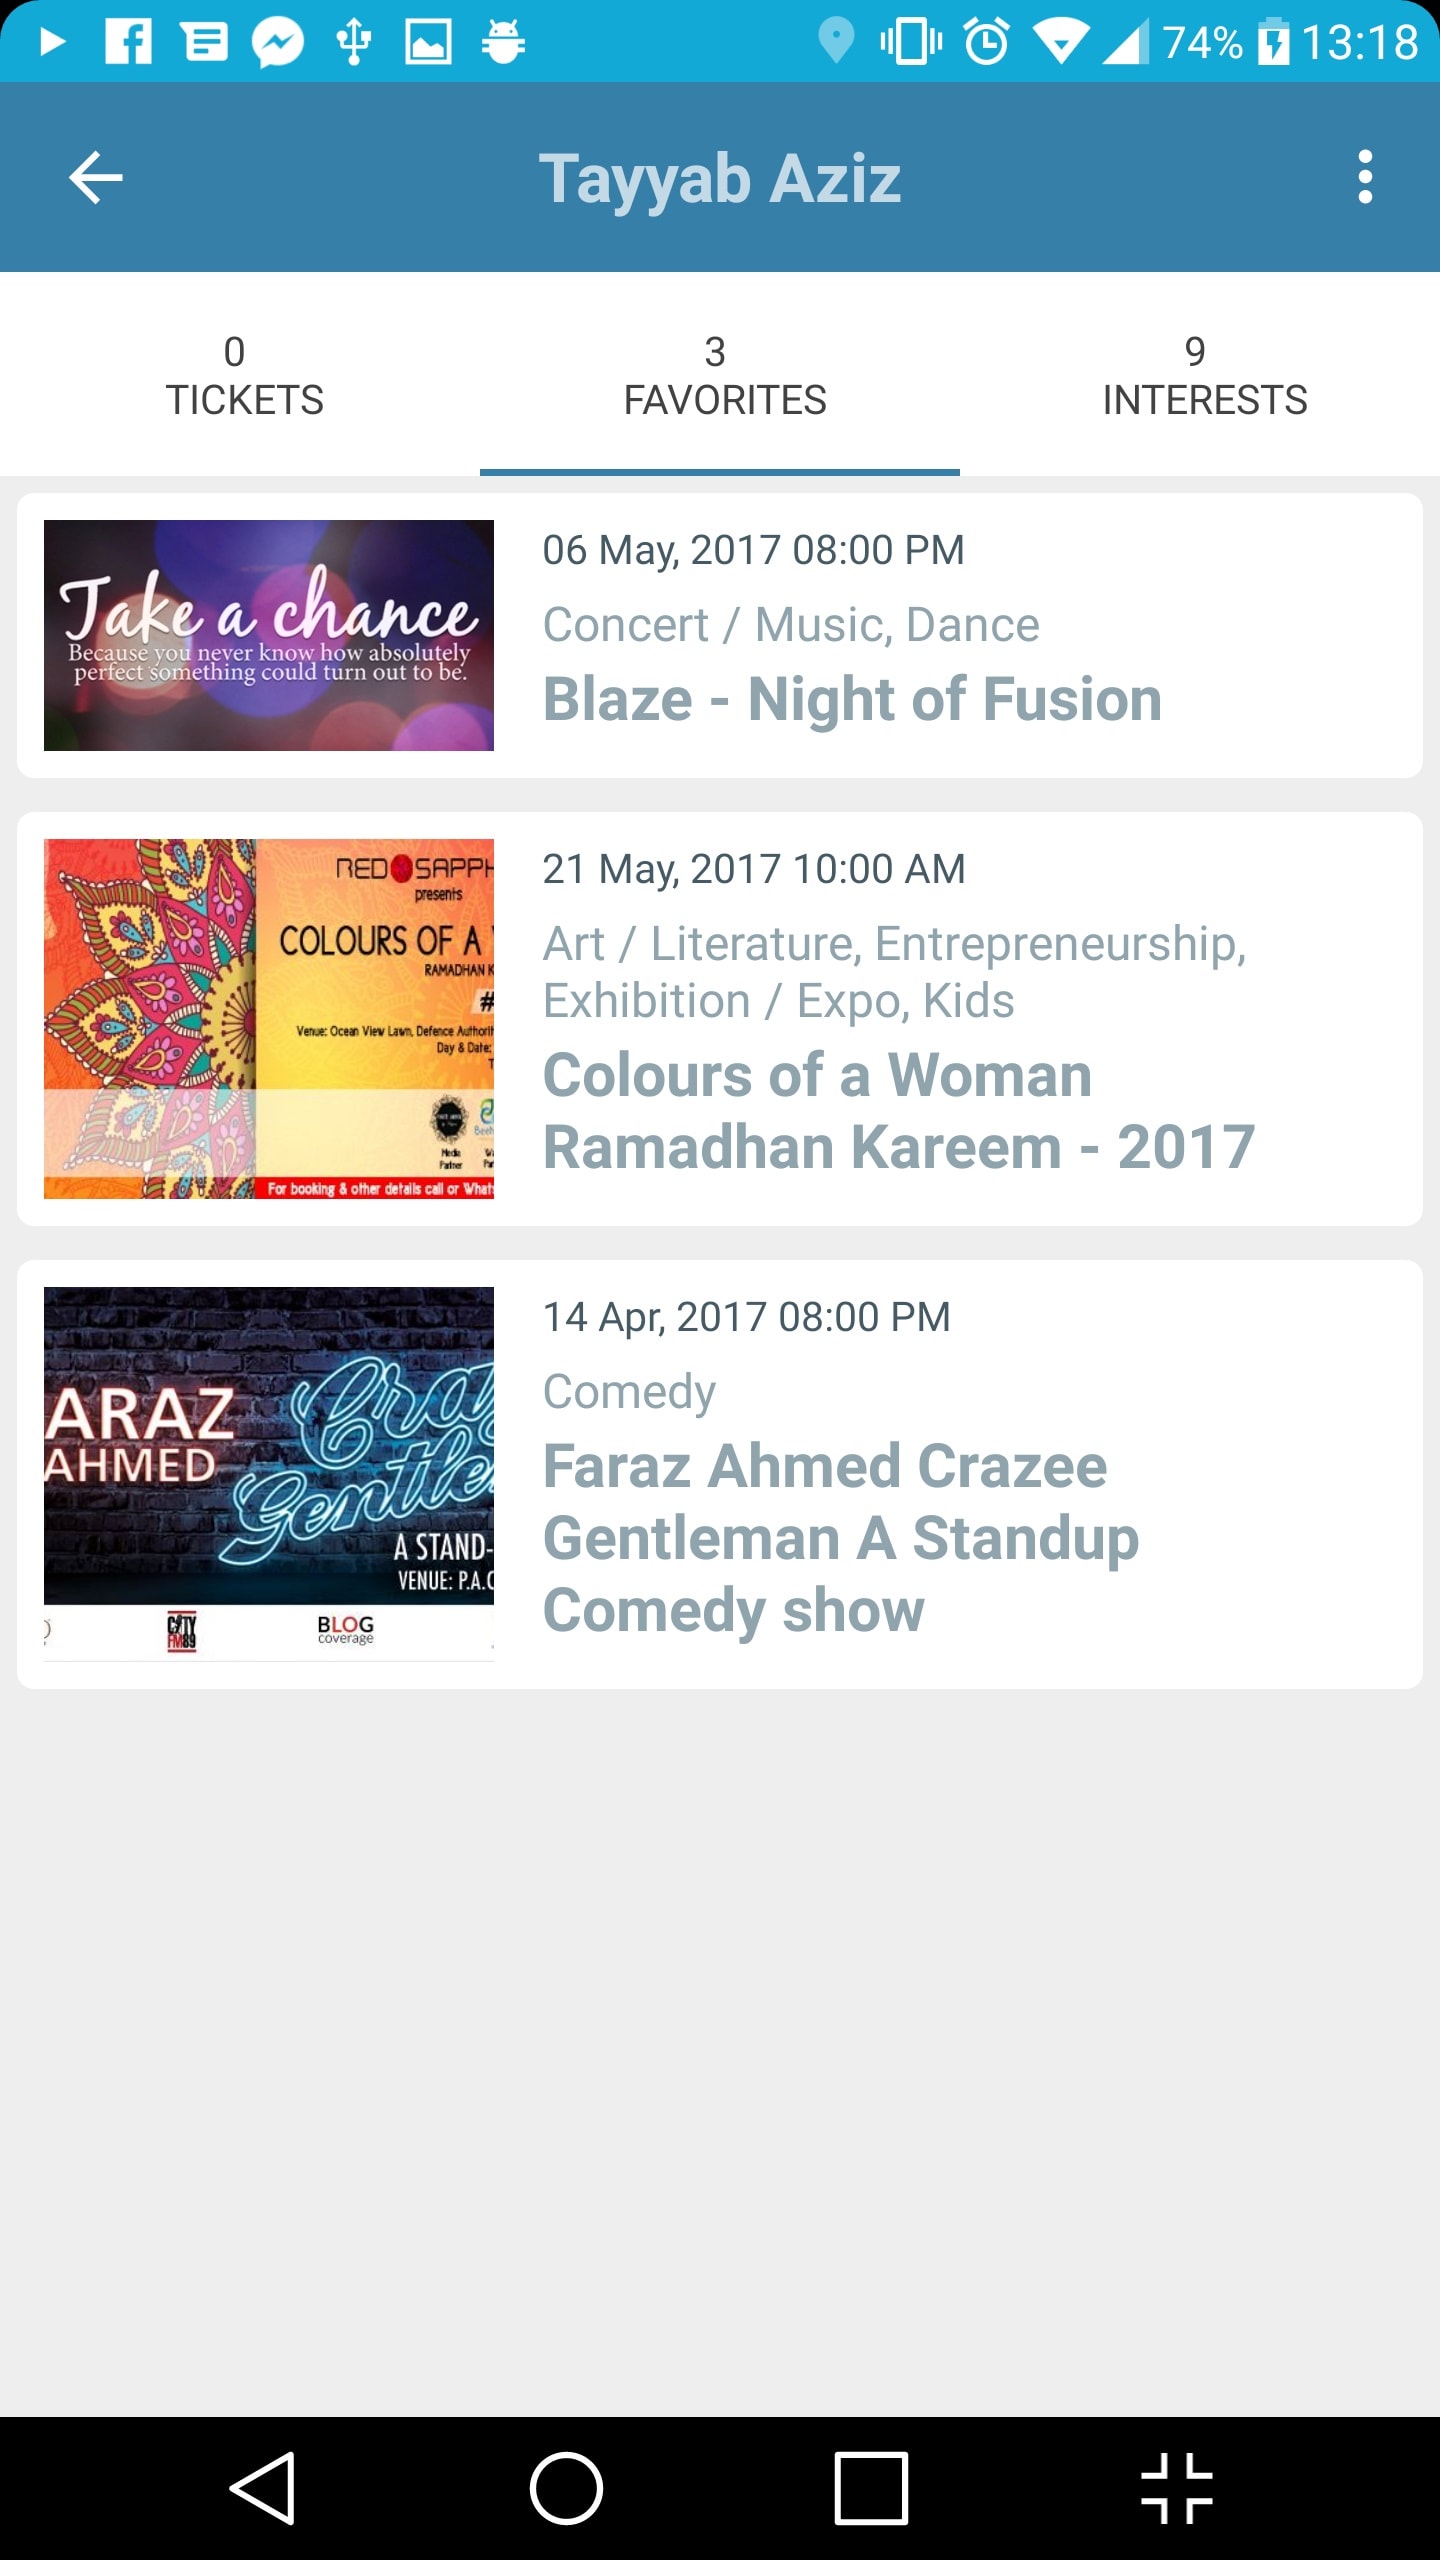 74% 13:18
Tayyab Aziz
0
TICKETS
3
FAVORITES
9
INTERESTS
Take a chance
Because you never know how absolutely
perfect something could turn out to be.
06 May, 2017 08:00 PM
Concert / Music, Dance
Blaze - Night of Fusion
RED SAPPH
presents
COLOURS OF A
RAMADHAN K
#
Venue: Ocean View Lawn, Defence Authorit
Day & Date:
T
Media
Partner
For booking & other details call or Whats
21 May, 2017 10:00 AM
Art / Literature, Entrepreneurship,
Exhibition / Expo, Kids
Colours of a Woman
Ramadhan Kareem - 2017
ARAZ
AHMED
Craz
Gentle
A STAND-
VENUE: P.A.C
CITY
FM89
BLOG
coverage
14 Apr, 2017 08:00 PM
Comedy
Faraz Ahmed Crazee
Gentleman A Standup
Comedy show